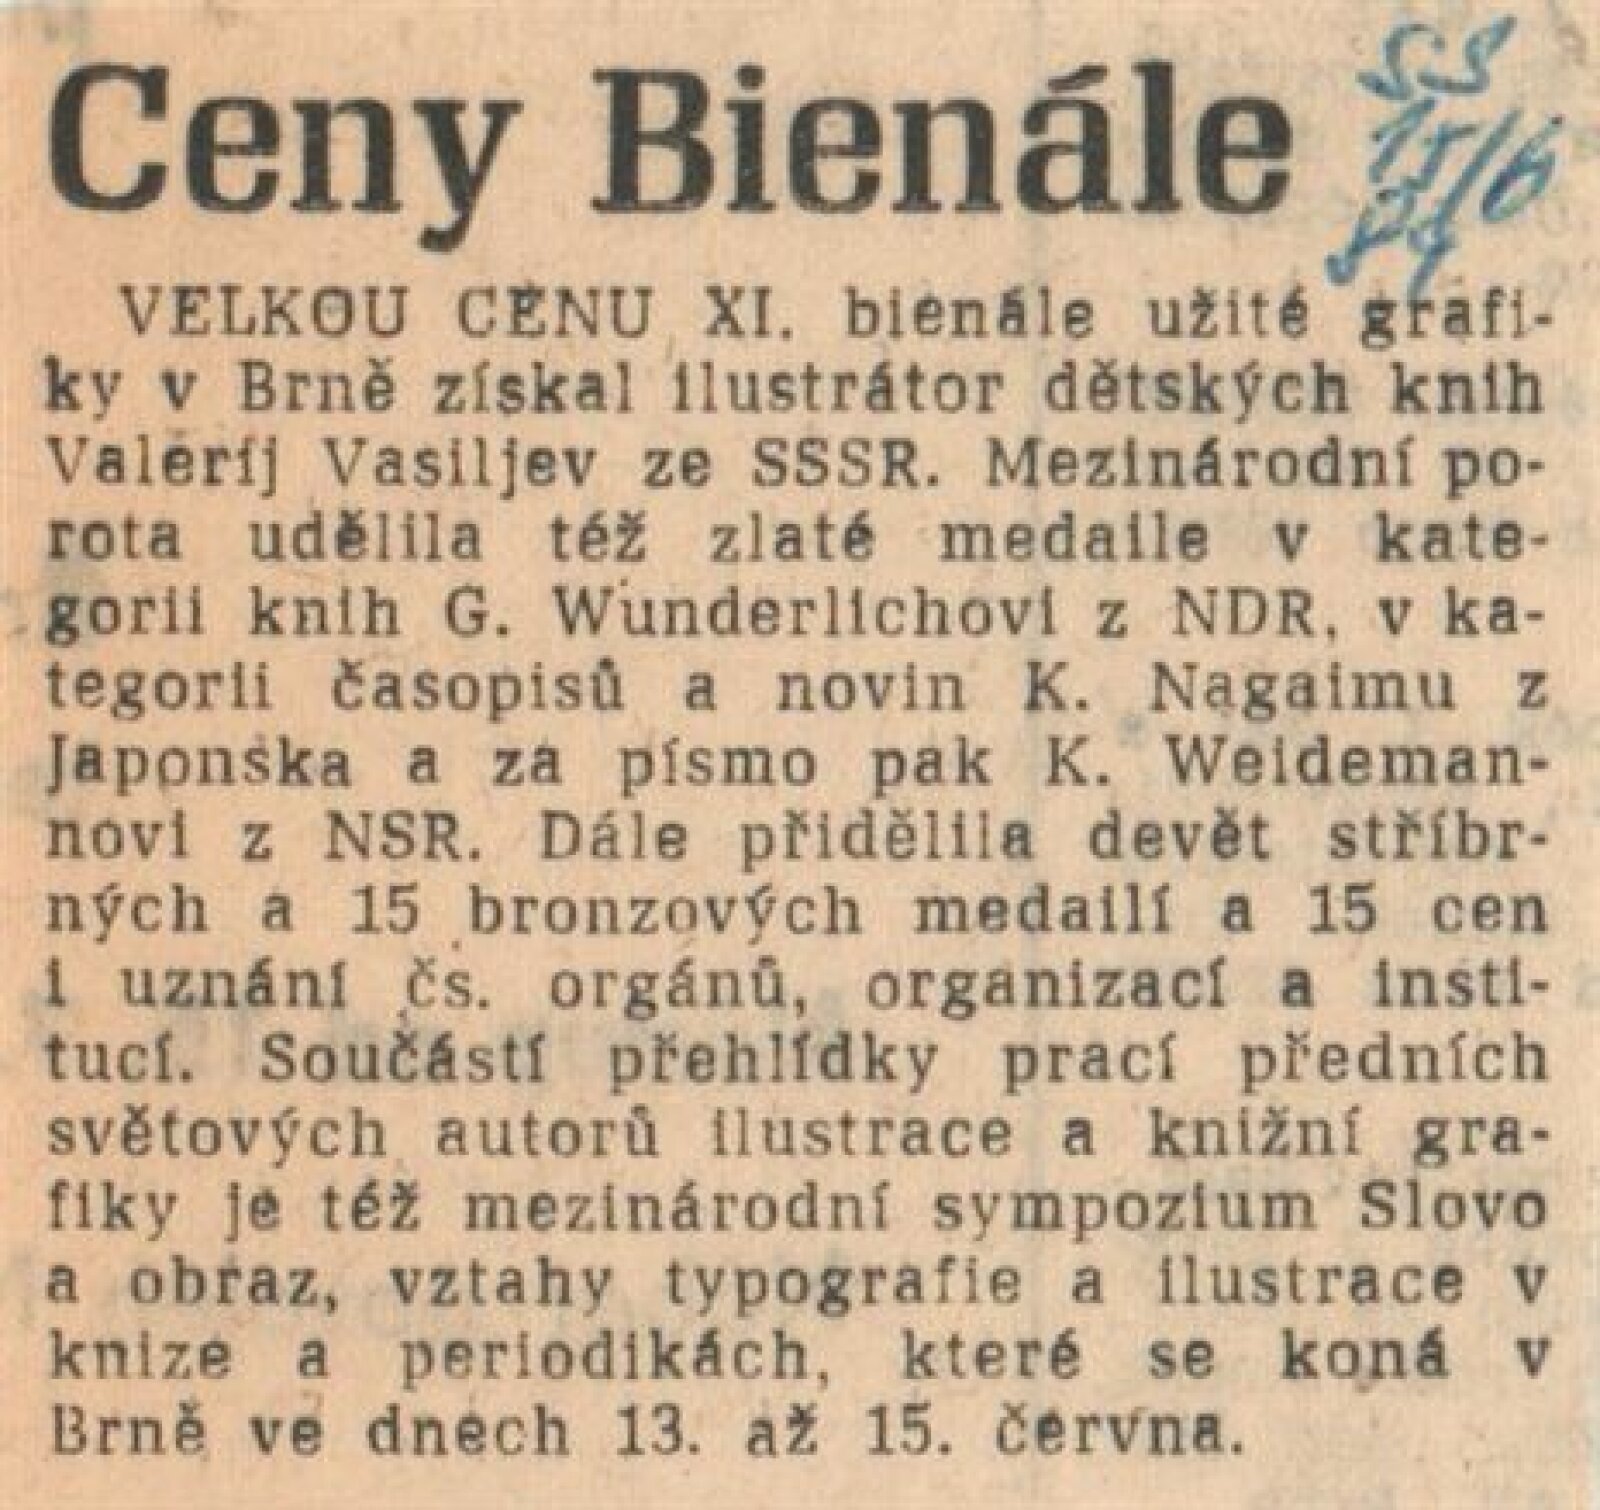 Ceny Bienále
SS
15/6
84
VELKOU CENU XI. bienále užité grafi-
ky v Brně získal ilustrátor dětských knih
Valerij Vasiljev ze SSSR. Mezinárodní po-
rota udělila též zlaté medaile v kate-
gorii knih G. Wunderlichovi z NDR, v ka-
tegorii časopisů a novin K. Nagaimu z
Japonska a za písmo pak K. Weideman-
novi z NSR. Dále přidělila devět stříbr-
ných a 15 bronzových medailí a 15 cen
i uznání čs. orgánů, organizací a insti-
tucí. Součástí přehlídky prací předních
světových autorů ilustrace a knižní gra-
fiky je též mezinárodní sympozium Slovo
a obraz, vztahy typografie a ilustrace v
knize a periodikách, které se koná v
Brně ve dnech 13. až 15. června.